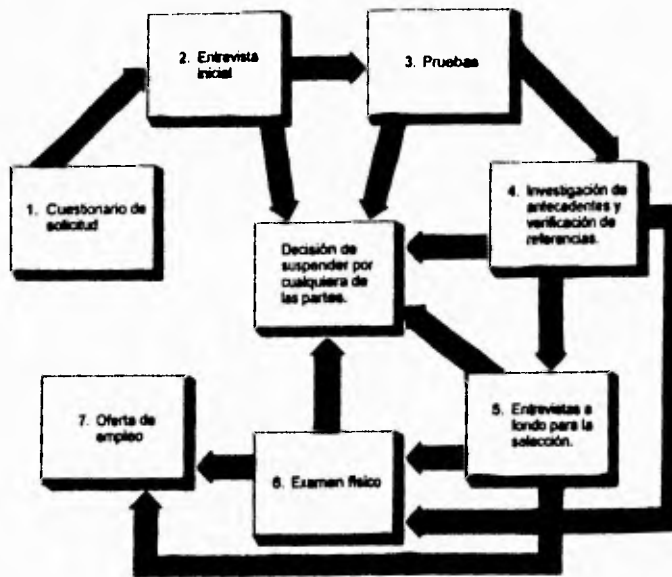 1. Cuestionario de
solicitud
2. Entrevista
inicial
3. Pruebas
4. Investigación de
antecedentes y
verificación de
referencias.
Decisión de
suspender por
cualquiera de
las partes.
5. Entrevistas a
fondo para la
selección.
6. Examen físico
7. Oferta de
empleo